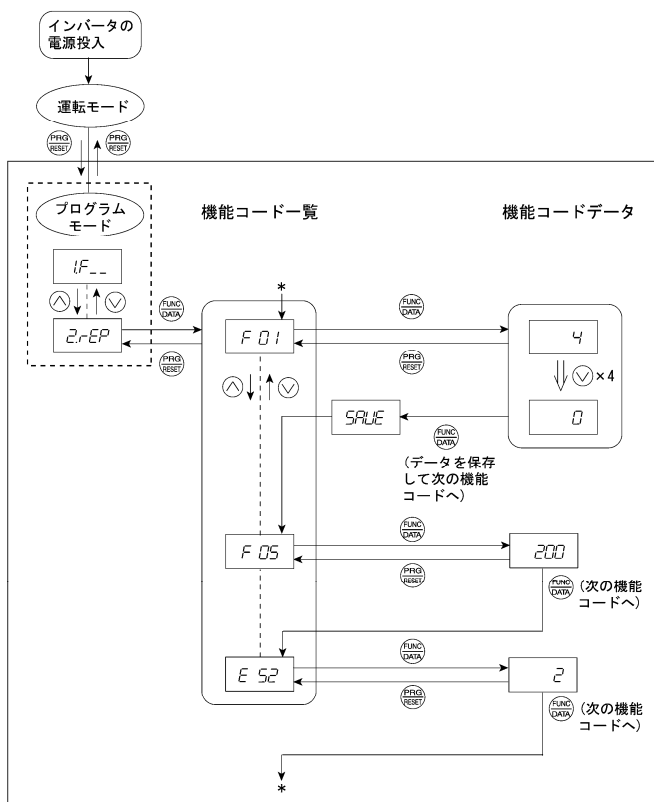 インバータの
電源投入
運転モード
PRG
RESET
PRG
RESET
プログラム
モード
機能コード一覧
機能コードデータ
1.F__
*
FUNC
DATA
FUNC
DATA
2.rEP
F 01
4
PRG
RESET
PRG
RESET
×4
SAUE
0
FUNC
DATA
(データを保存
して次の機能
コードへ)
FUNC
DATA
F 05
200
PRG
RESET
FUNC
DATA
(次の機能
コードへ)
FUNC
DATA
E 52
2
PRG
RESET
FUNC
DATA
(次の機能
コードへ)
*